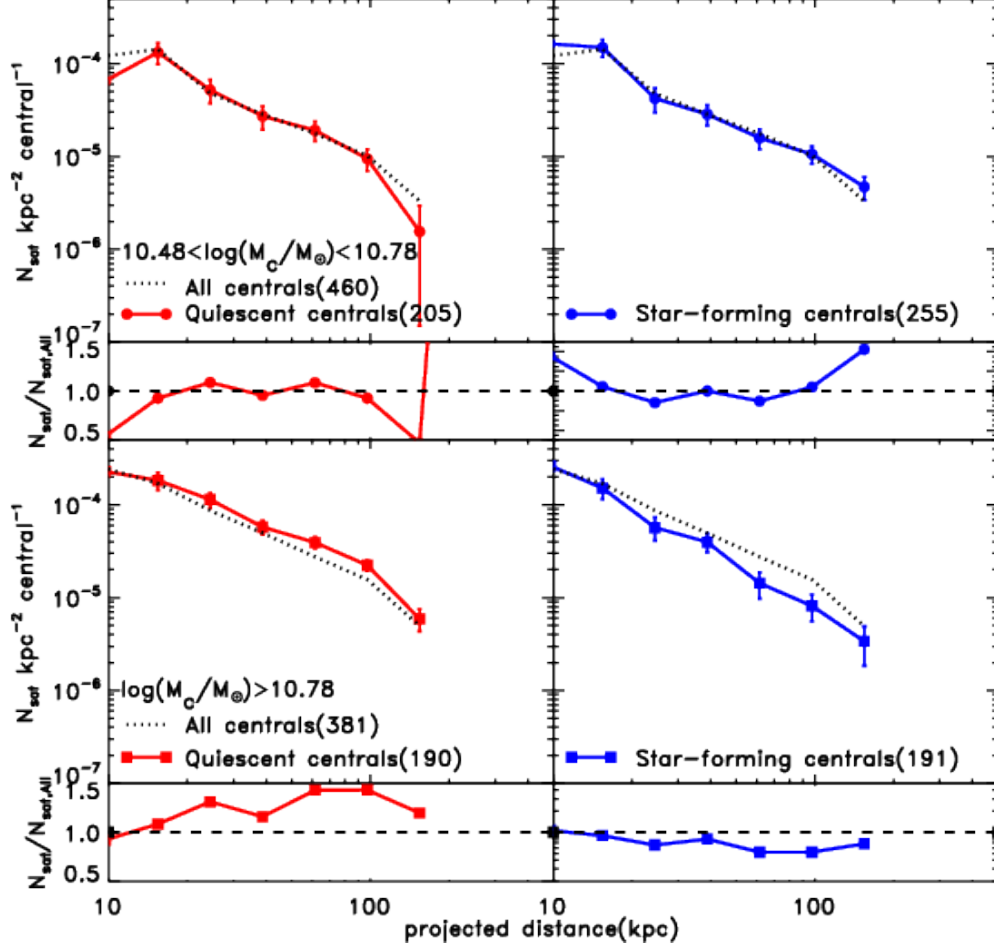 10⁻⁴
10⁻⁵
10⁻⁶
10⁻⁷
N_sat kpc⁻² central⁻¹
10.48<log(M_c/M_⊙)<10.78
All centrals(460)
Quiescent centrals(205)
Star-forming centrals(255)
1.5
1.0
0.5
N_sat/N_sat,All
10⁻⁴
10⁻⁵
10⁻⁶
10⁻⁷
N_sat kpc⁻² central⁻¹
log(M_c/M_⊙)>10.78
All centrals(381)
Quiescent centrals(190)
Star-forming centrals(191)
1.5
1.0
0.5
N_sat/N_sat,All
10 100 10 100
projected distance(kpc)